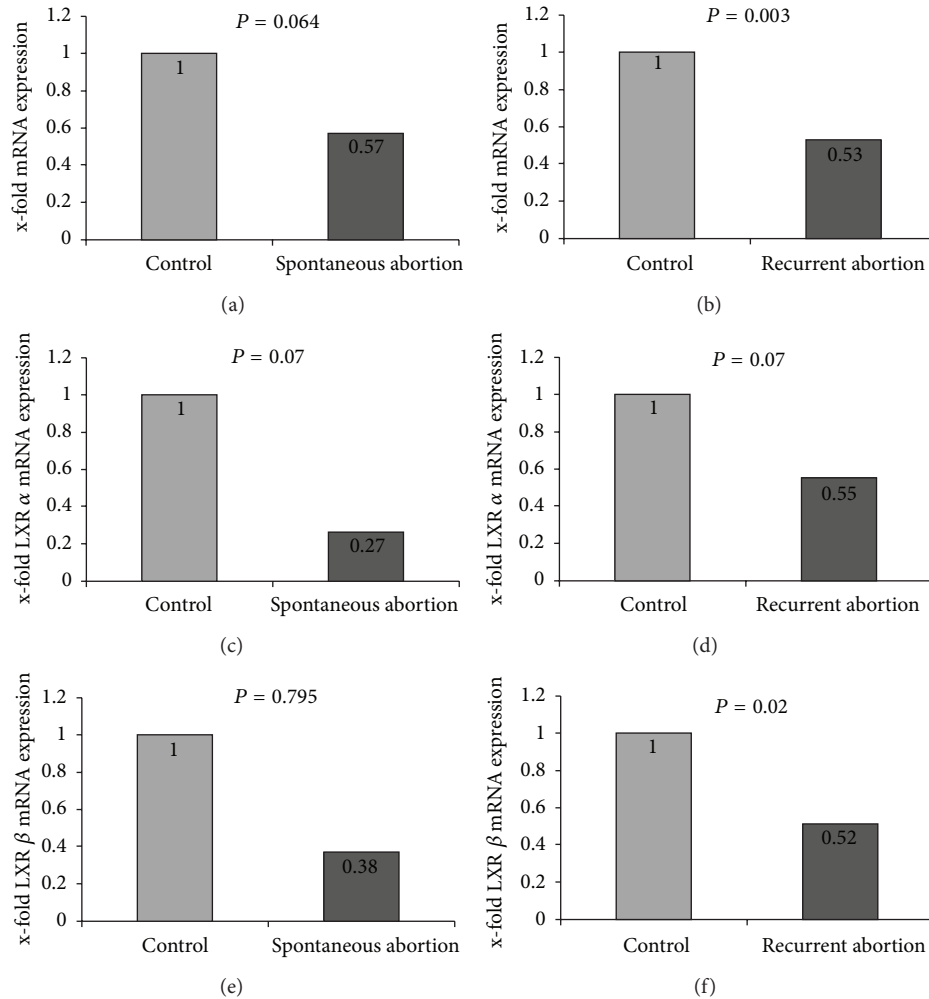 P = 0.064
x-fold mRNA expression
1.2
1
0.8
0.6
0.4
0.2
0
1
0.57
Control
Spontaneous abortion
(a)
P = 0.003
x-fold mRNA expression
1.2
1
0.8
0.6
0.4
0.2
0
1
0.53
Control
Recurrent abortion
(b)
P = 0.07
x-fold LXR α mRNA expression
1.2
1
0.8
0.6
0.4
0.2
0
1
0.27
Control
Spontaneous abortion
(c)
P = 0.07
x-fold LXR α mRNA expression
1.2
1
0.8
0.6
0.4
0.2
0
1
0.55
Control
Recurrent abortion
(d)
P = 0.795
x-fold LXR β mRNA expression
1.2
1
0.8
0.6
0.4
0.2
0
1
0.38
Control
Spontaneous abortion
(e)
P = 0.02
x-fold LXR β mRNA expression
1.2
1
0.8
0.6
0.4
0.2
0
1
0.52
Control
Recurrent abortion
(f)